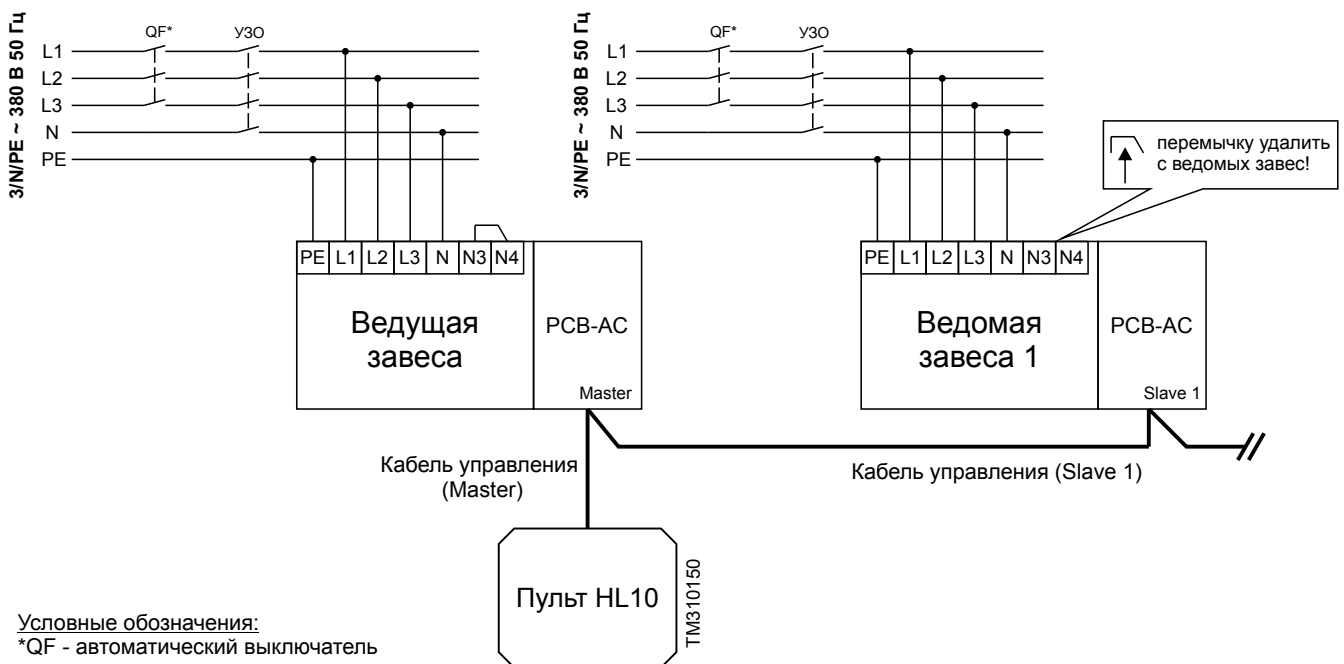 3/N/PE ~ 380 В 50 Гц
QF*
УЗО
L1
L2
L3
N
PE
3/N/PE ~ 380 В 50 Гц
QF*
УЗО
L1
L2
L3
N
PE
перемычку удалить
с ведомых завес!
PE L1 L2 L3 N N3 N4
Ведущая
завеса
PCB-AC
Master
PE L1 L2 L3 N N3 N4
Ведомая
завеса 1
PCB-AC
Slave 1
Кабель управления
(Master)
Кабель управления (Slave 1)
Пульт HL10
TM310150
Условные обозначения:
*QF - автоматический выключатель